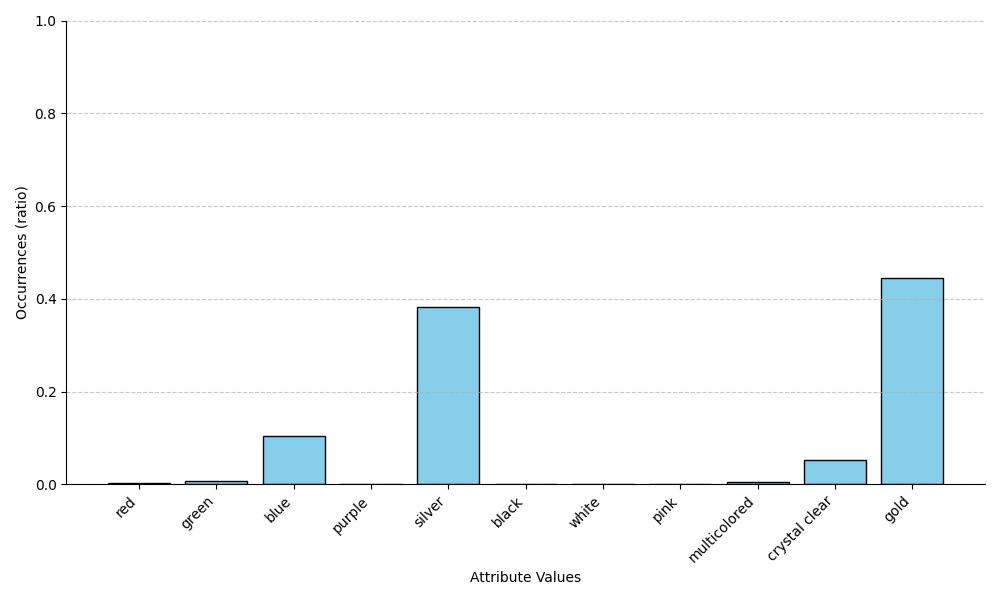 1.0
0.8
0.6
0.4
0.2
0.0
Occurrences (ratio)
red
green
blue
purple
silver
black
white
pink
multicolored
crystal clear
gold
Attribute Values